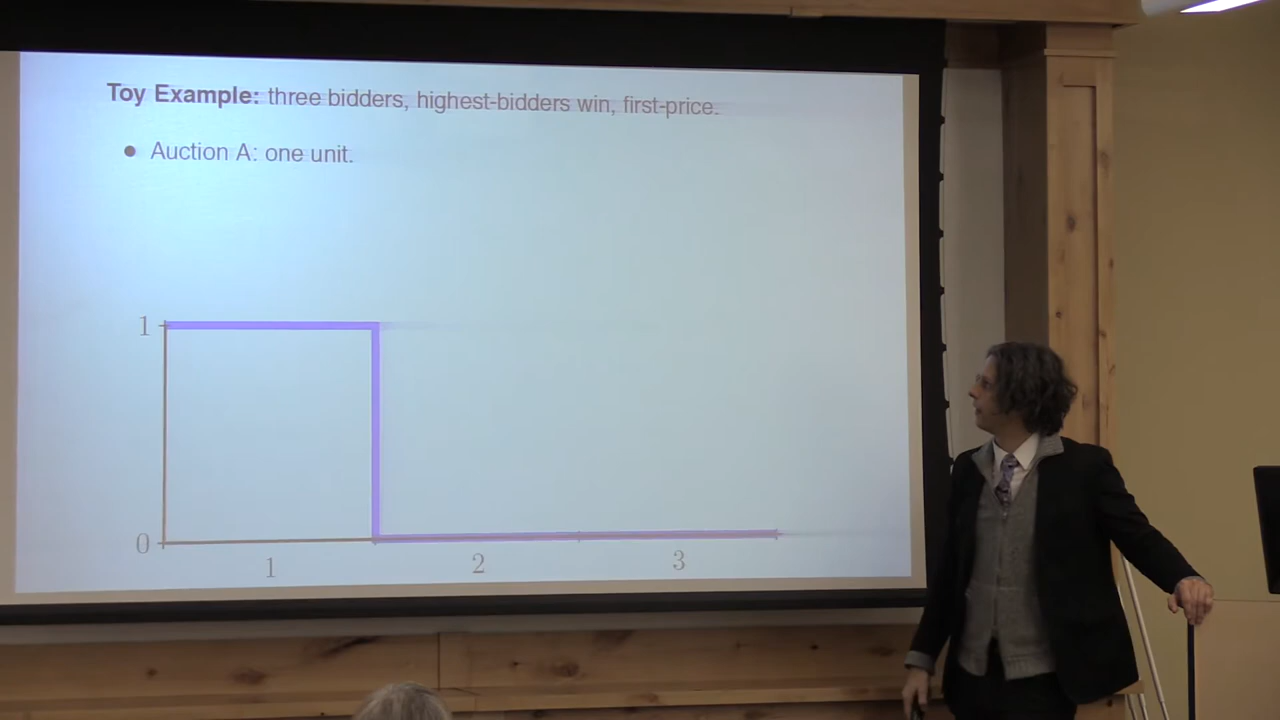 Toy Example: three bidders, highest-bidders win, first-price.
• Auction A: one unit.
1
0
1 2 3